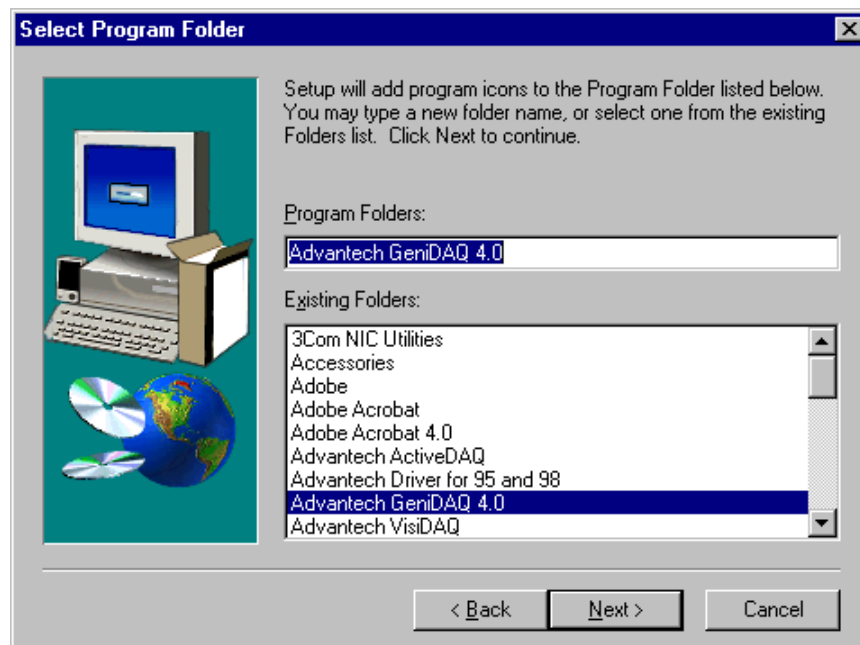 Select Program Folder
Setup will add program icons to the Program Folder listed below.
You may type a new folder name, or select one from the existing
Folders list.  Click Next to continue.
Program Folders:
Advantech GeniDAQ 4.0
Existing Folders:
3Com NIC Utilities
Accessories
Adobe
Adobe Acrobat
Adobe Acrobat 4.0
Advantech ActiveDAQ
Advantech Driver for 95 and 98
Advantech GeniDAQ 4.0
Advantech VisiDAQ
< Back
Next >
Cancel